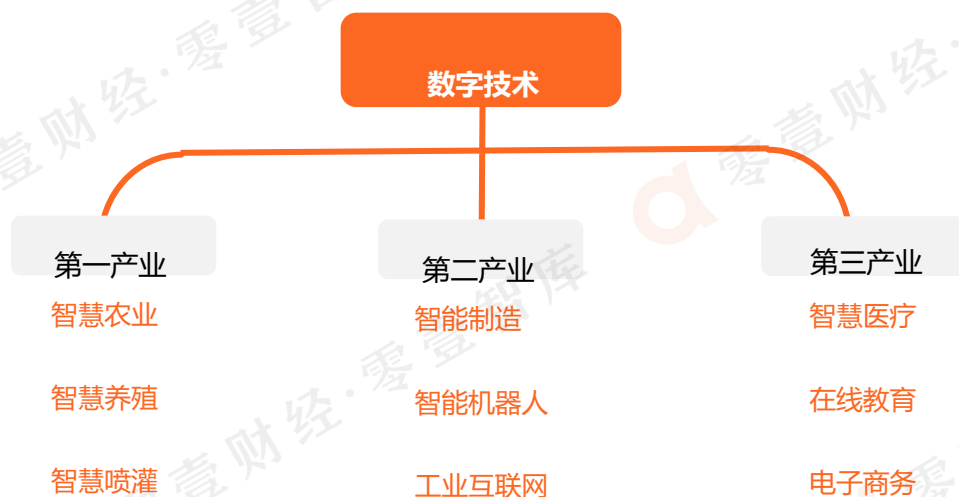 数字技术
第一产业
智慧农业
智慧养殖
智慧喷灌
第二产业
智能制造
智能机器人
工业互联网
第三产业
智慧医疗
在线教育
电子商务
零壹财经·零壹智库